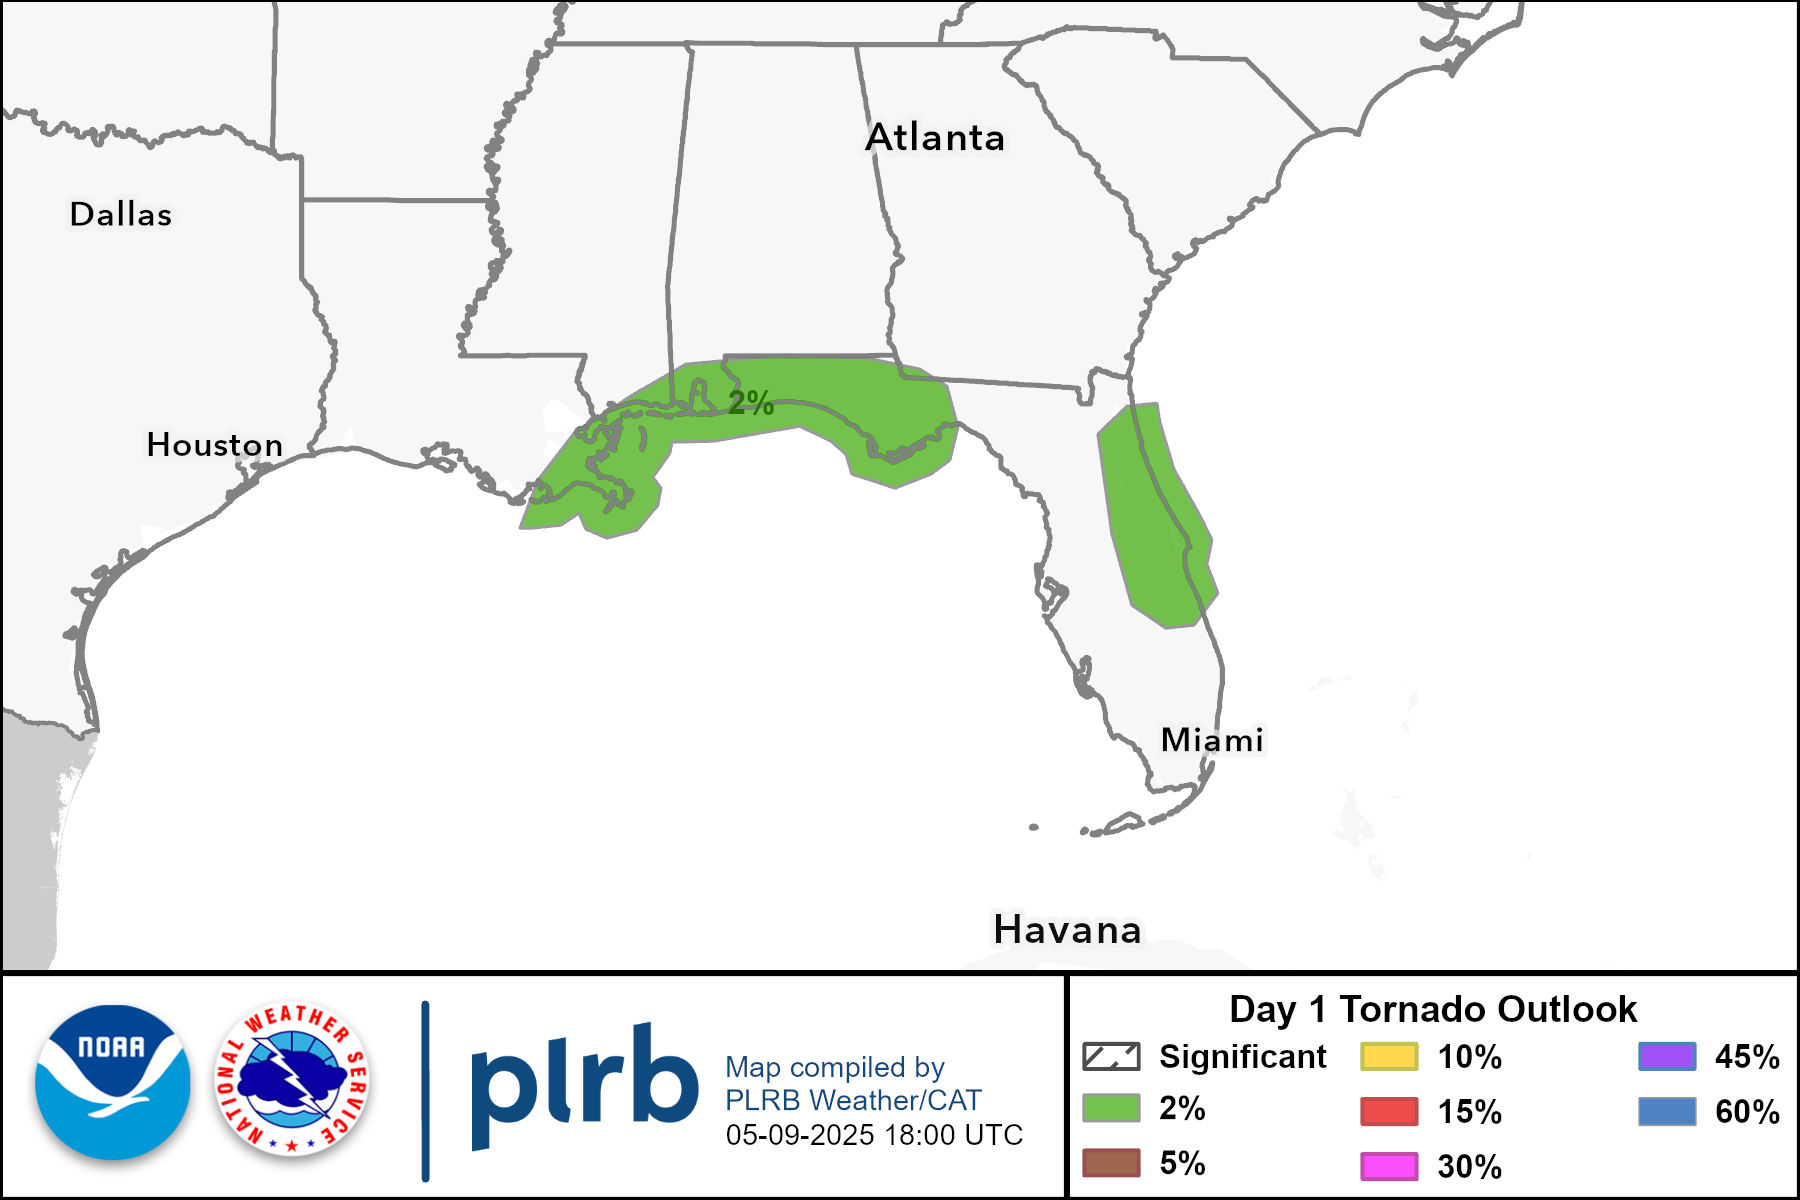 Atlanta
Dallas
2%
Houston
Miami
Havana
NOAA
NATIONAL WEATHER SERVICE
plrb
Map compiled by
PLRB Weather/CAT
05-09-2025 18:00 UTC
Day 1 Tornado Outlook
Significant
2%
5%
10%
15%
30%
45%
60%